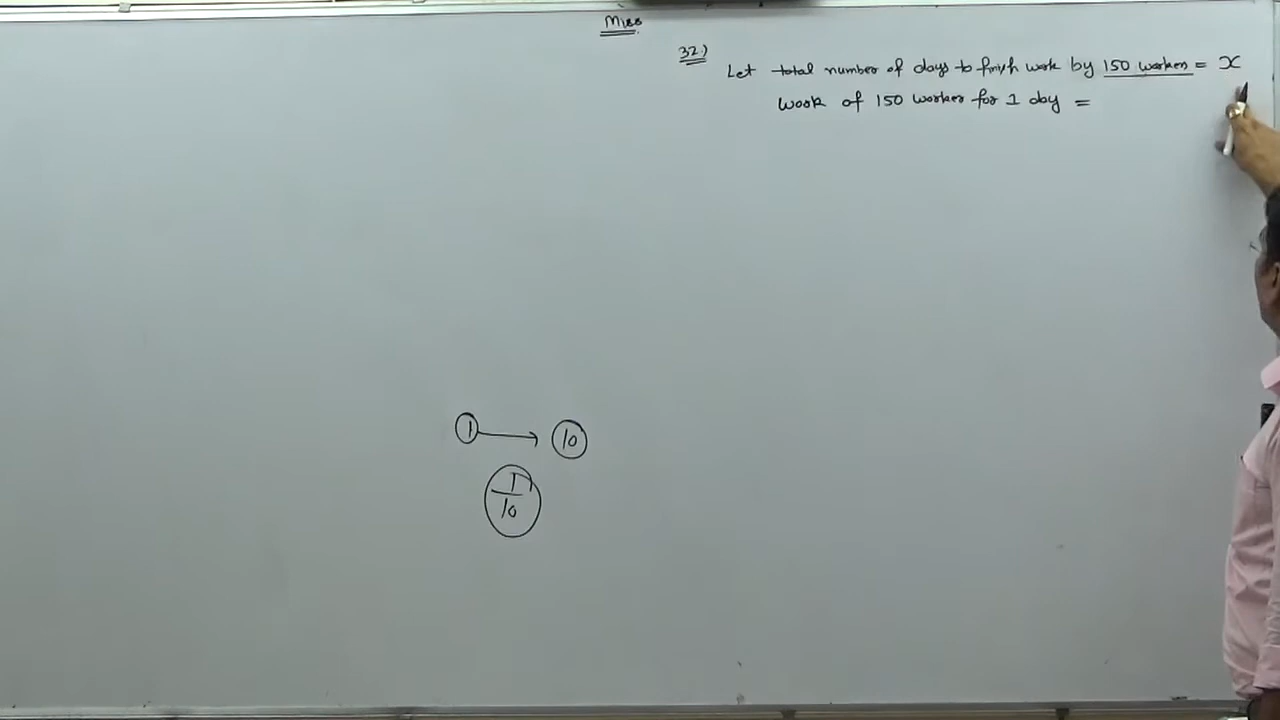 Miss
32)
Let total number of days to finish work by 150 workers = x
Work of 150 worker for 1 day =
1 → 10
1
10